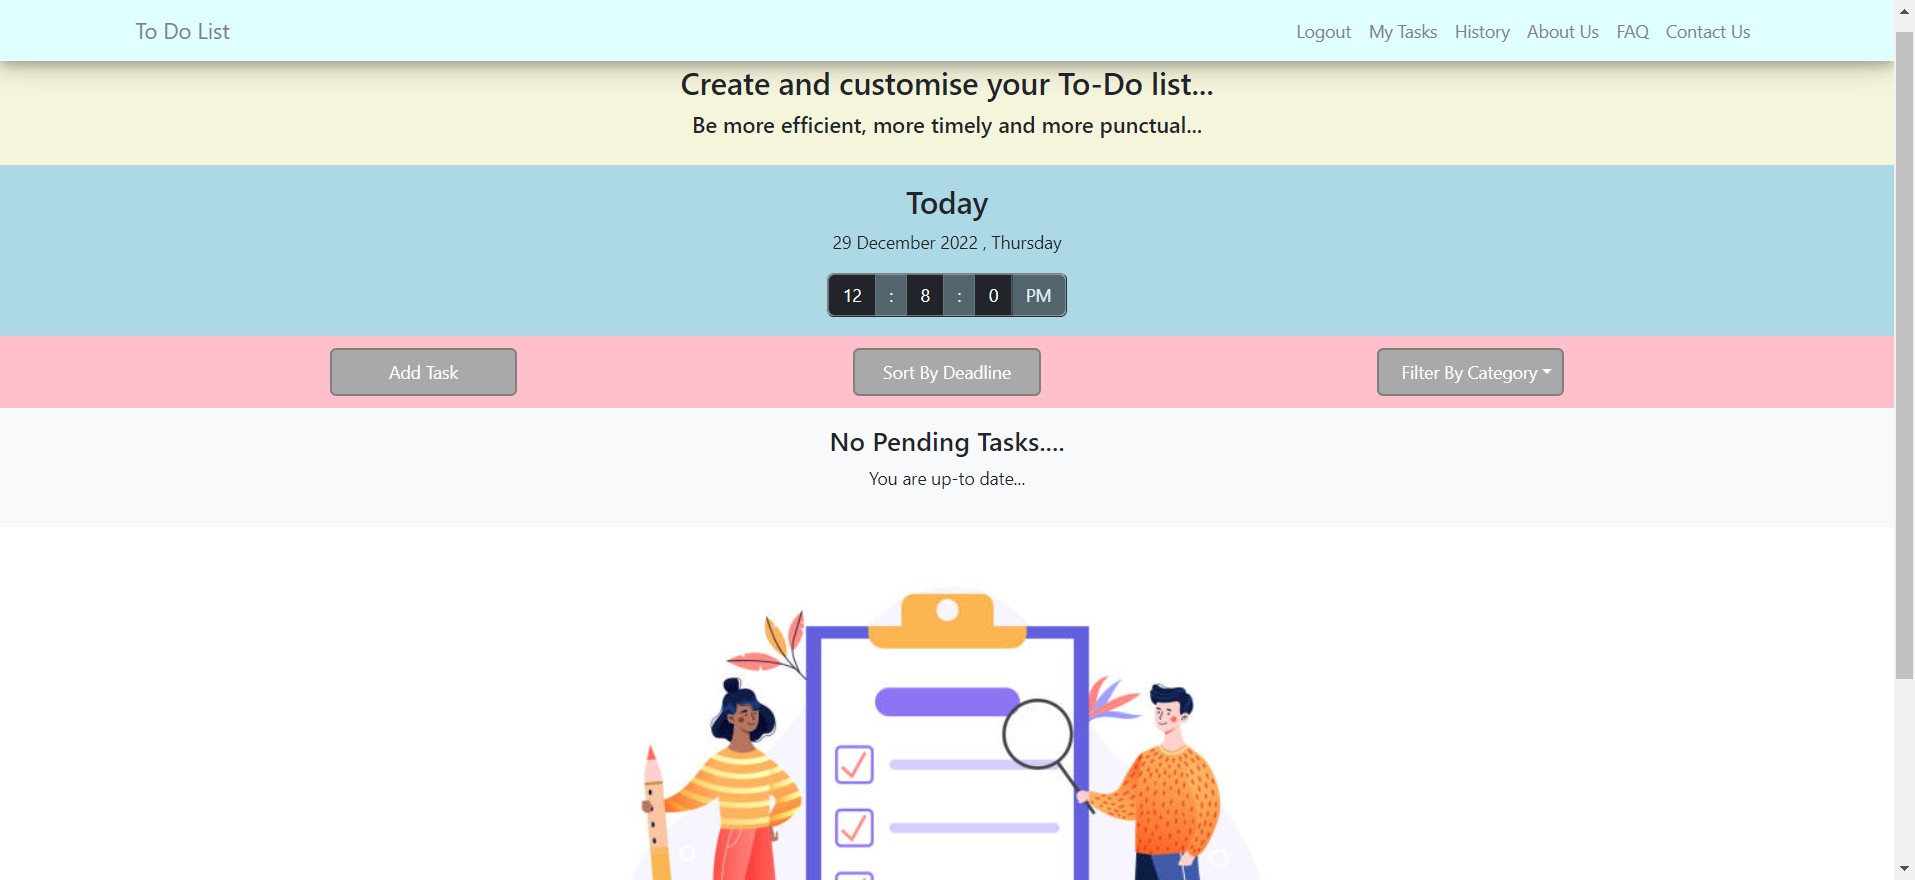 To Do List
Logout My Tasks History About Us FAQ Contact Us
Create and customise your To-Do list...
Be more efficient, more timely and more punctual...
Today
29 December 2022 , Thursday
12 : 8 : 0 PM
Add Task
Sort By Deadline
Filter By Category
No Pending Tasks....
You are up-to date...